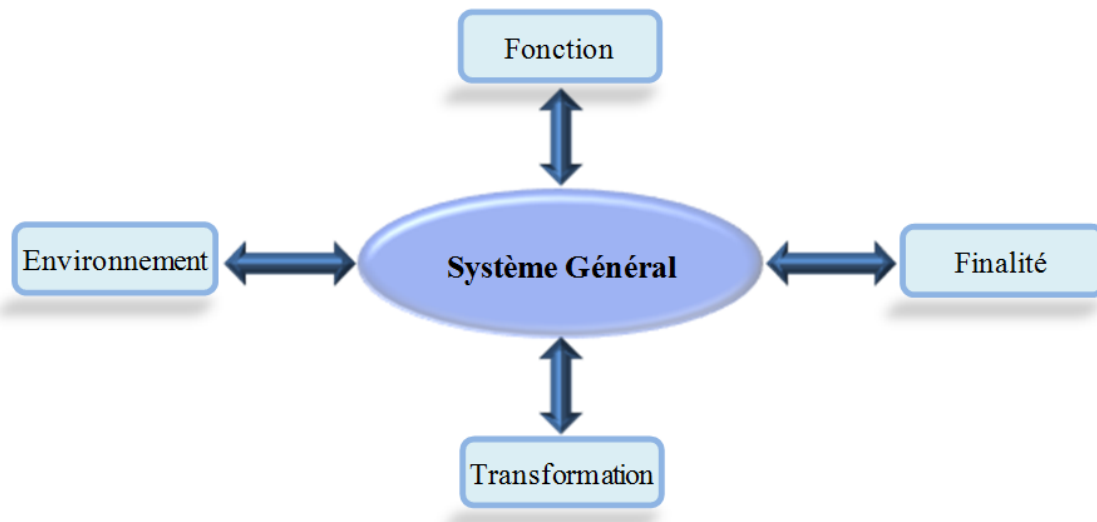 Fonction
Environnement
Système Général
Finalité
Transformation